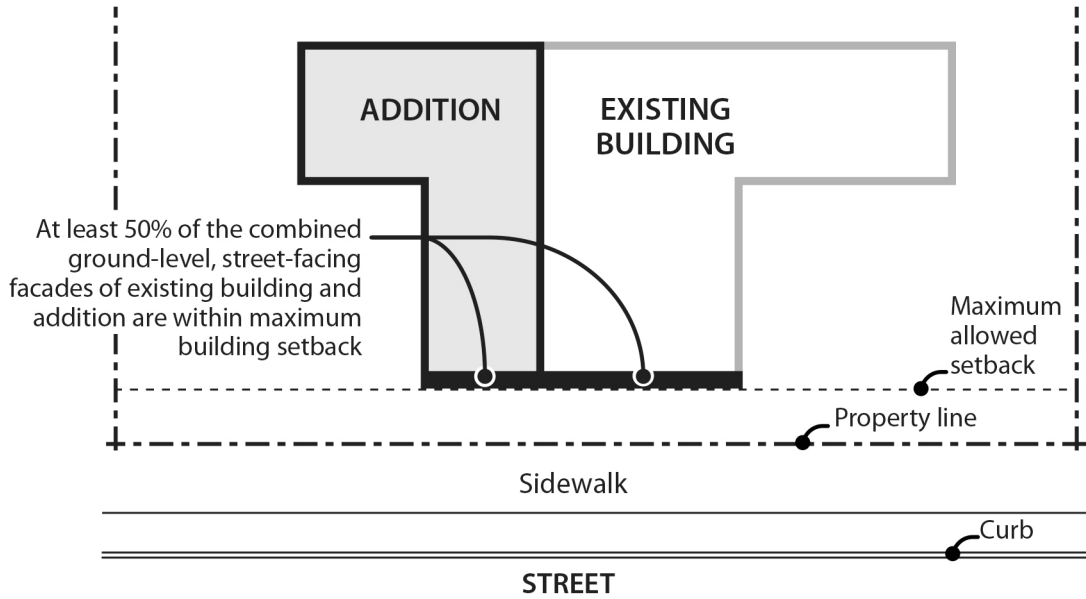 ADDITION
EXISTING
BUILDING
At least 50% of the combined
ground-level, street-facing
facades of existing building and
addition are within maximum
building setback
Maximum
allowed
setback
Property line
Sidewalk
Curb
STREET